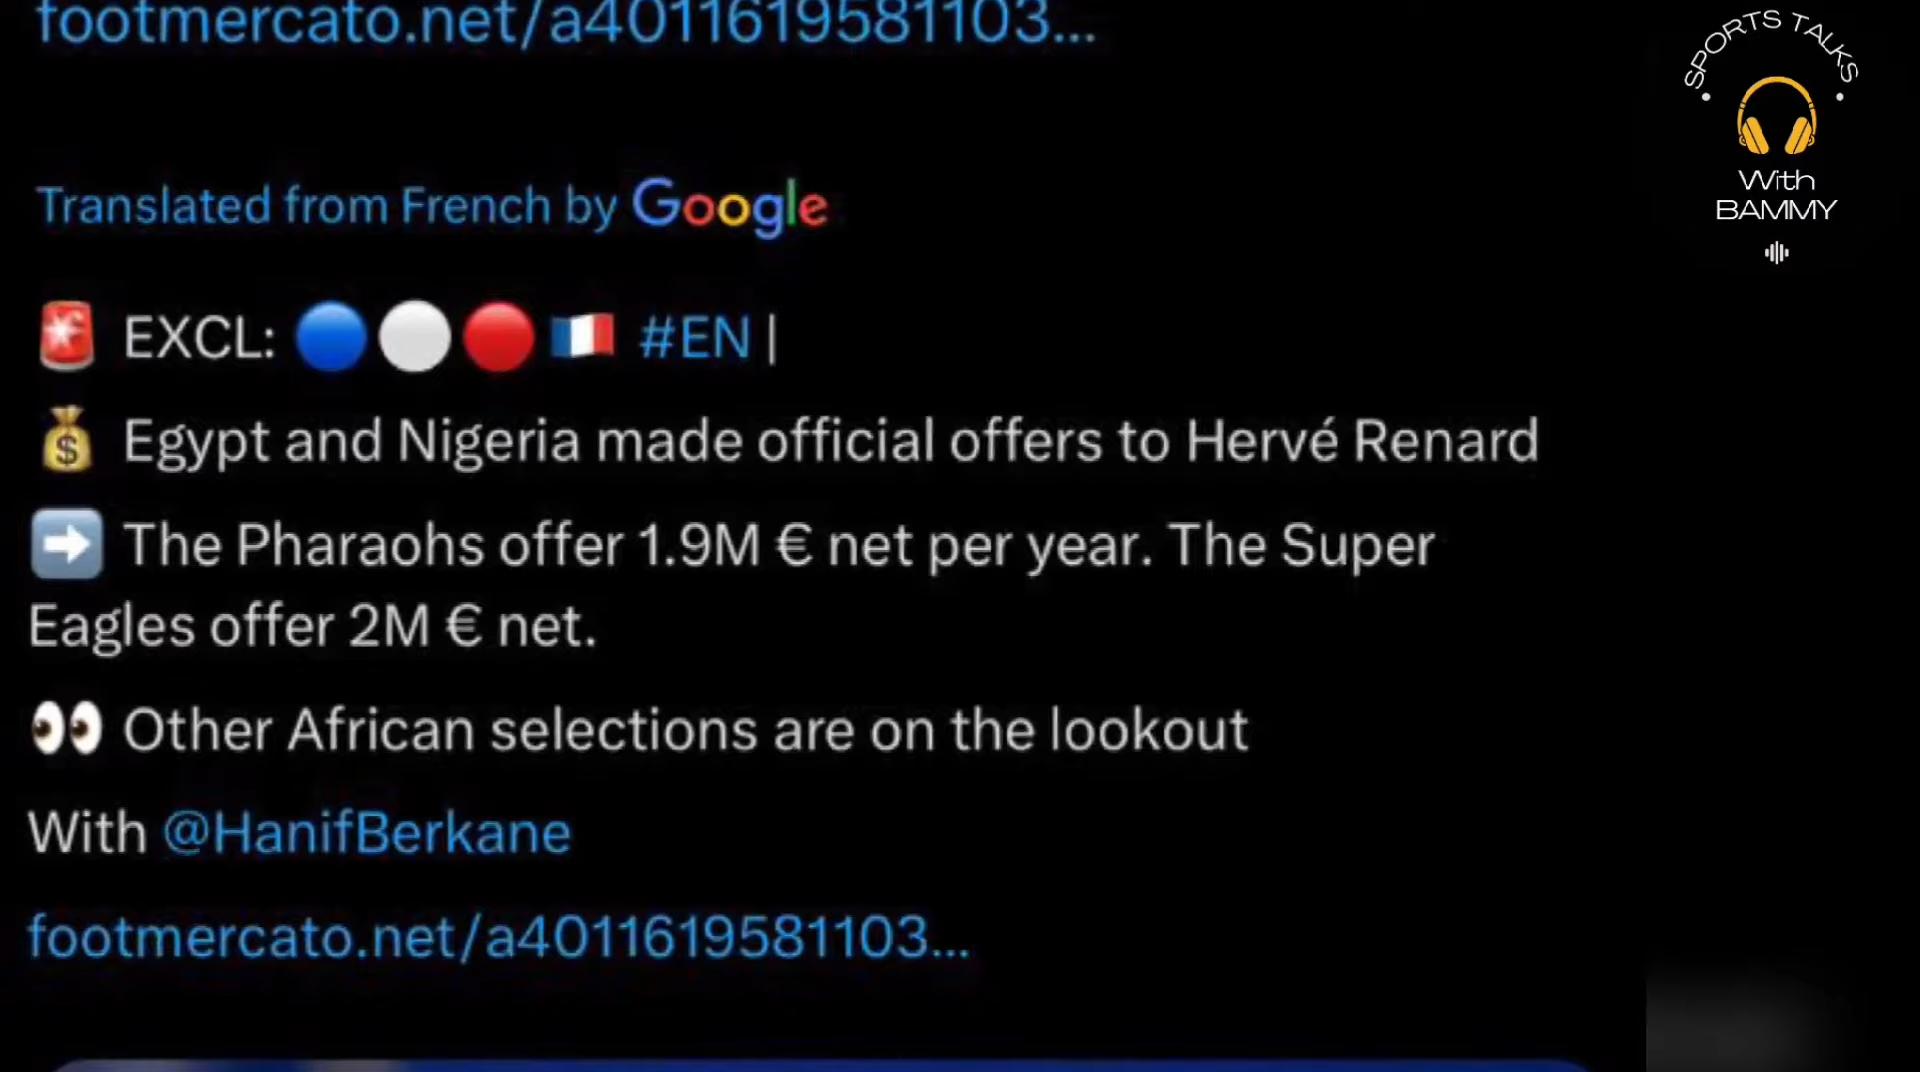 footmercato.net/a4011619581103...
SPORTS TALKS
With
BAMMY
Translated from French by Google
🚨 EXCL: 🔵⚪🔴🇫🇷 #EN |
💰 Egypt and Nigeria made official offers to Hervé Renard
➡️ The Pharaohs offer 1.9M € net per year. The Super
Eagles offer 2M € net.
👀 Other African selections are on the lookout
With @HanifBerkane
footmercato.net/a4011619581103...